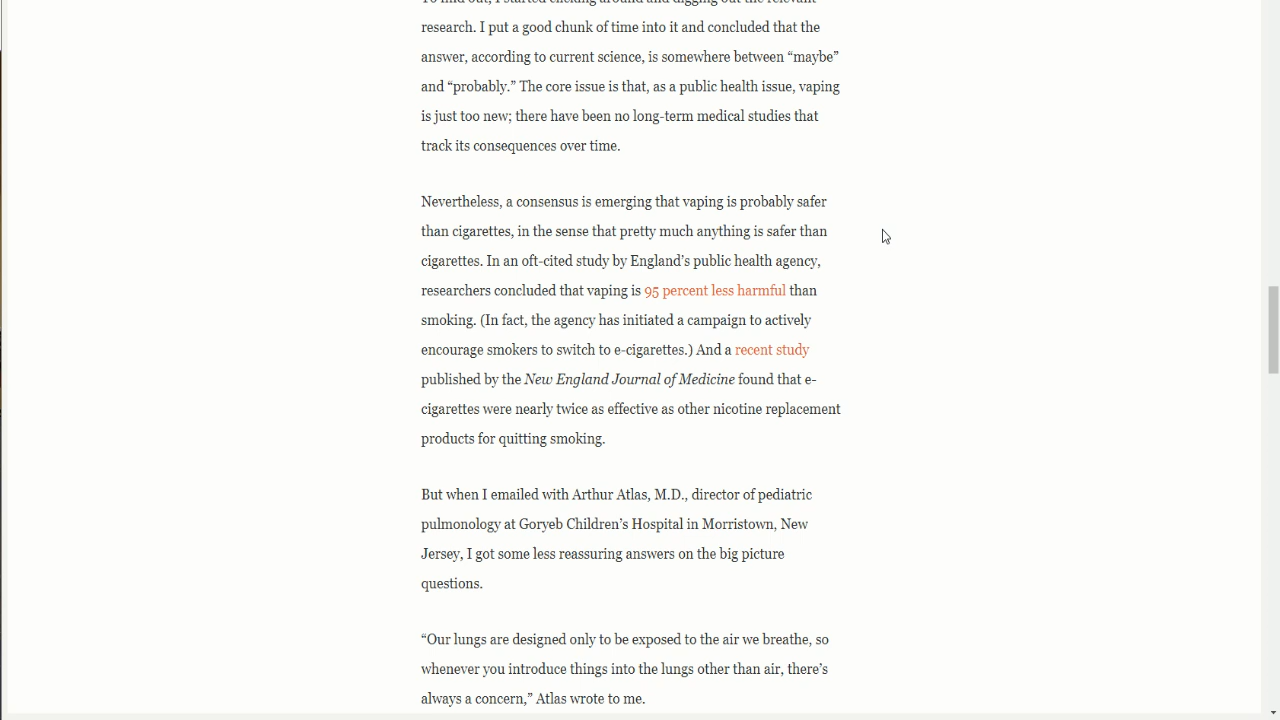 research. I put a good chunk of time into it and concluded that the
answer, according to current science, is somewhere between “maybe”
and “probably.” The core issue is that, as a public health issue, vaping
is just too new; there have been no long-term medical studies that
track its consequences over time.
Nevertheless, a consensus is emerging that vaping is probably safer
than cigarettes, in the sense that pretty much anything is safer than
cigarettes. In an oft-cited study by England’s public health agency,
researchers concluded that vaping is 95 percent less harmful than
smoking. (In fact, the agency has initiated a campaign to actively
encourage smokers to switch to e-cigarettes.) And a recent study
published by the New England Journal of Medicine found that e-
cigarettes were nearly twice as effective as other nicotine replacement
products for quitting smoking.
But when I emailed with Arthur Atlas, M.D., director of pediatric
pulmonology at Goryeb Children’s Hospital in Morristown, New
Jersey, I got some less reassuring answers on the big picture
questions.
“Our lungs are designed only to be exposed to the air we breathe, so
whenever you introduce things into the lungs other than air, there’s
always a concern,” Atlas wrote to me.